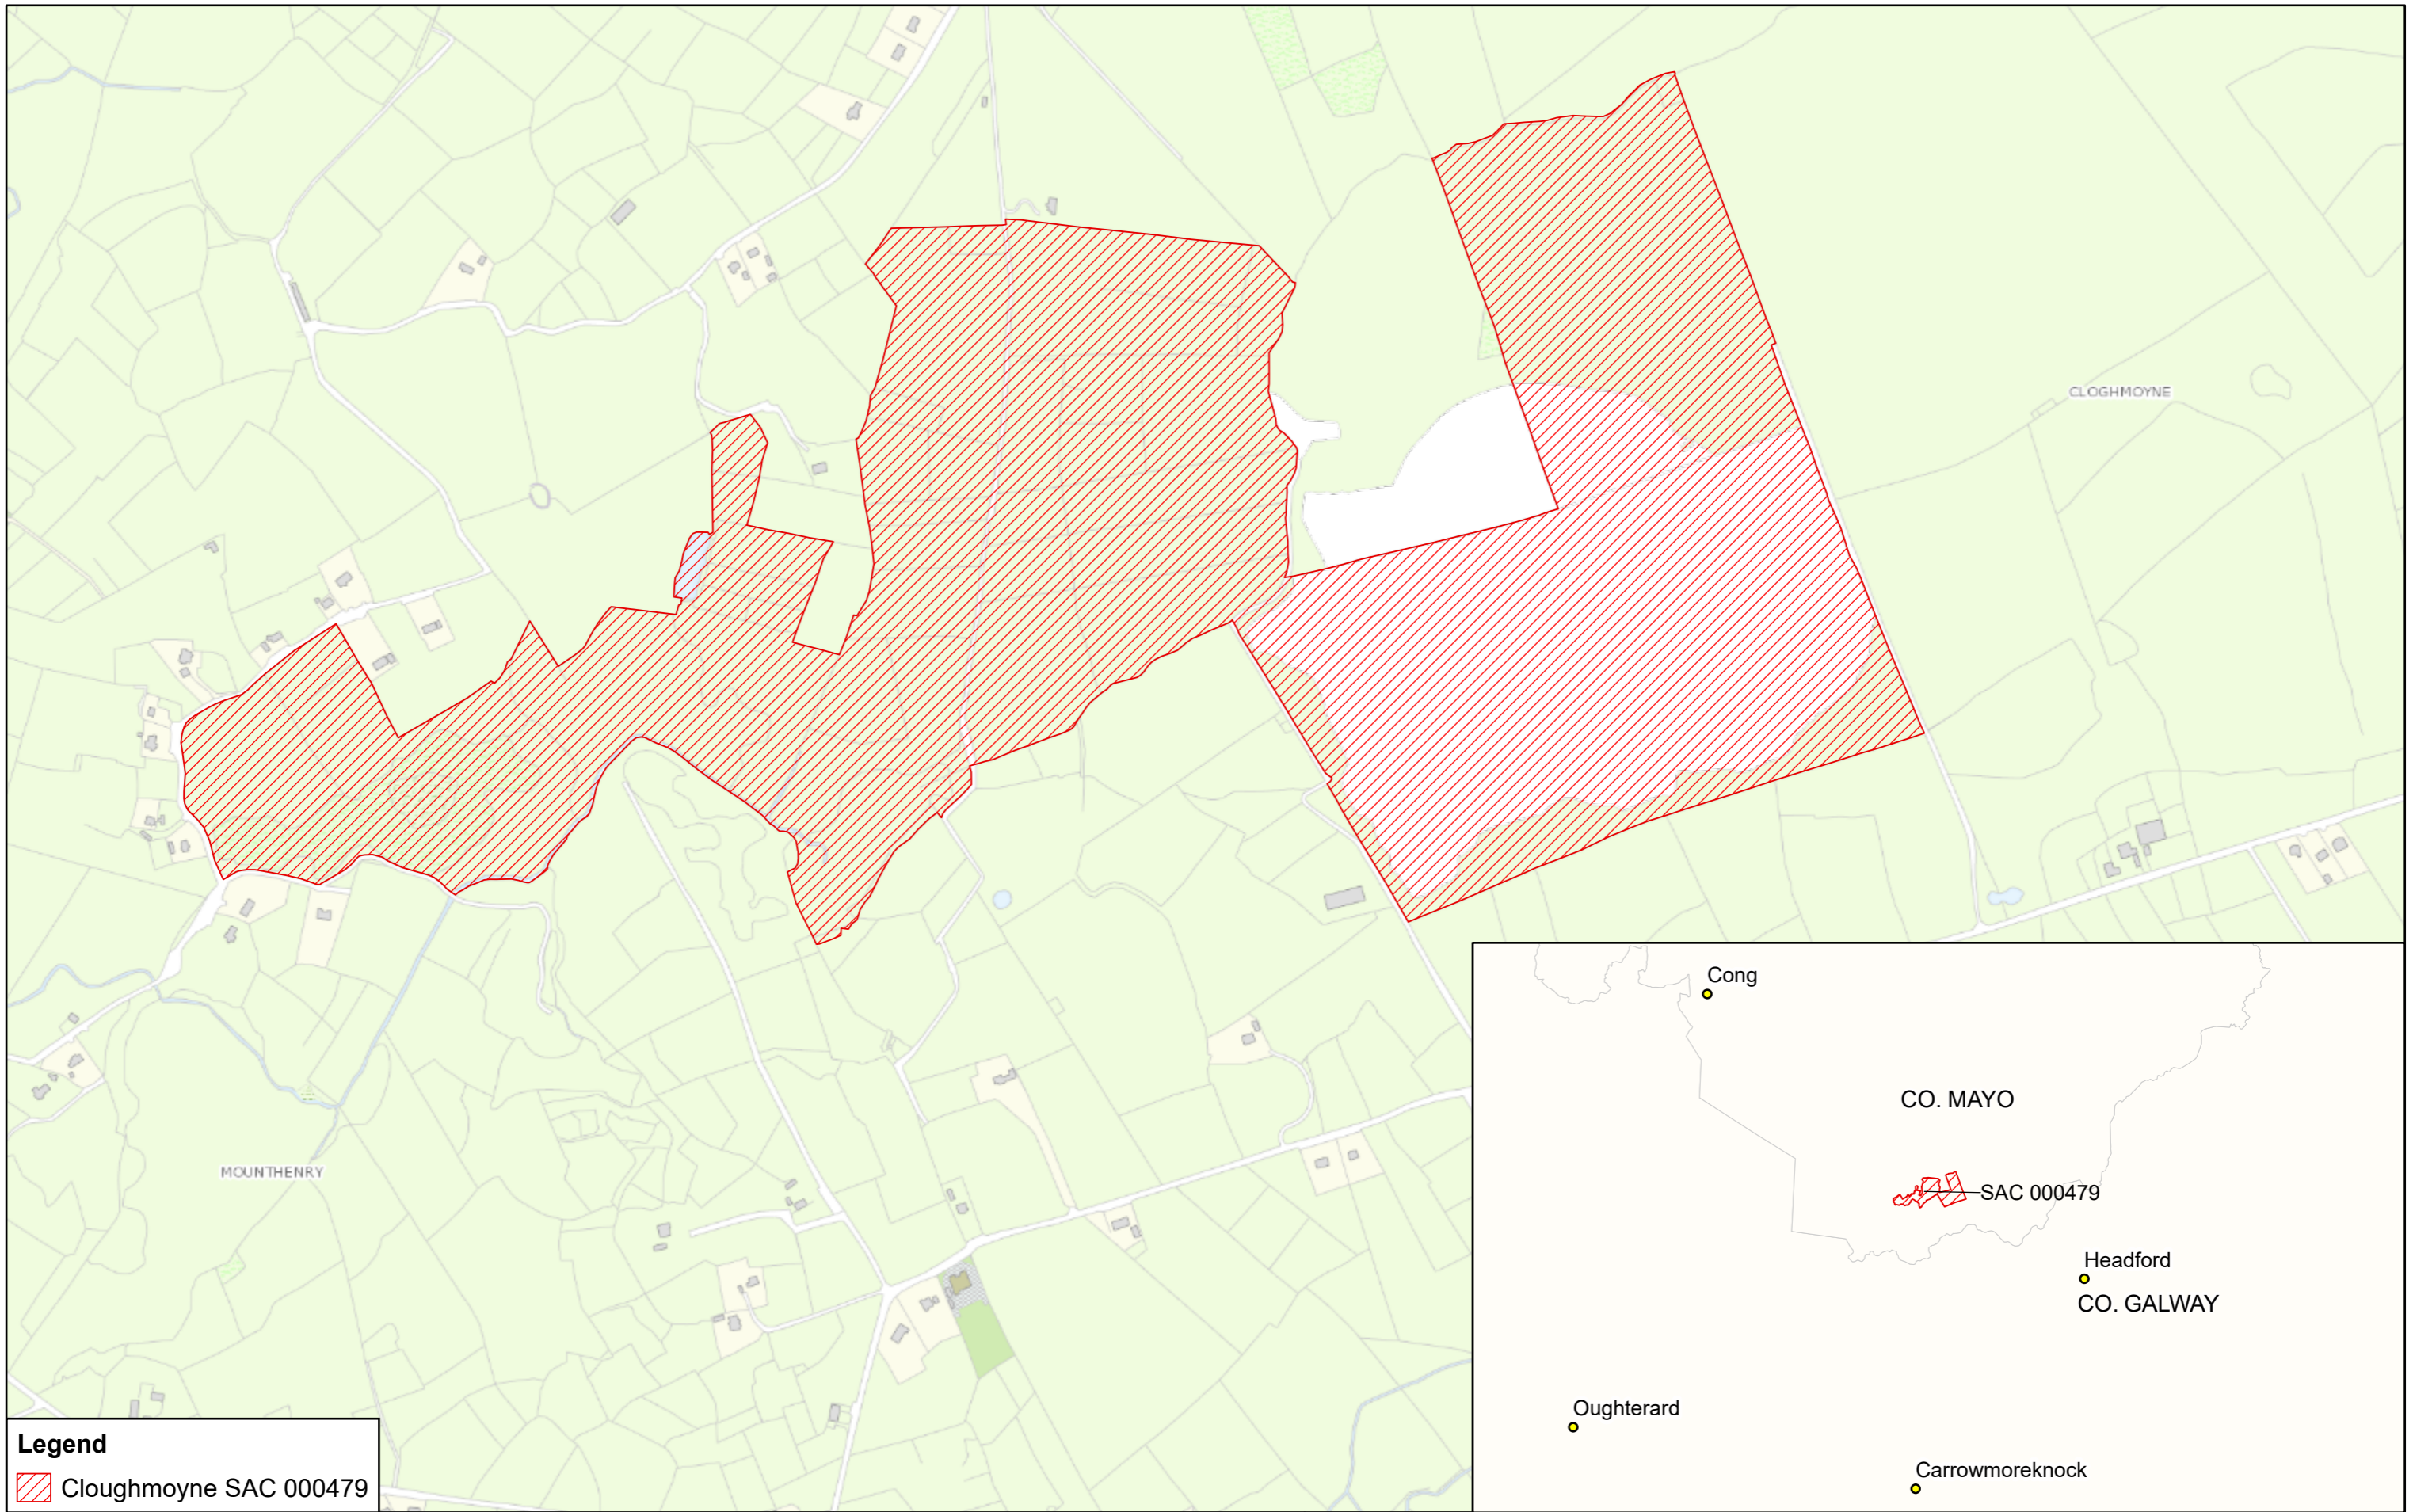 CLOGHMOYNE
MOUNTHENRY
Cong
CO. MAYO
SAC 000479
Headford
CO. GALWAY
Oughterard
Carrowmoreknock
Legend
Cloughmoyne SAC 000479